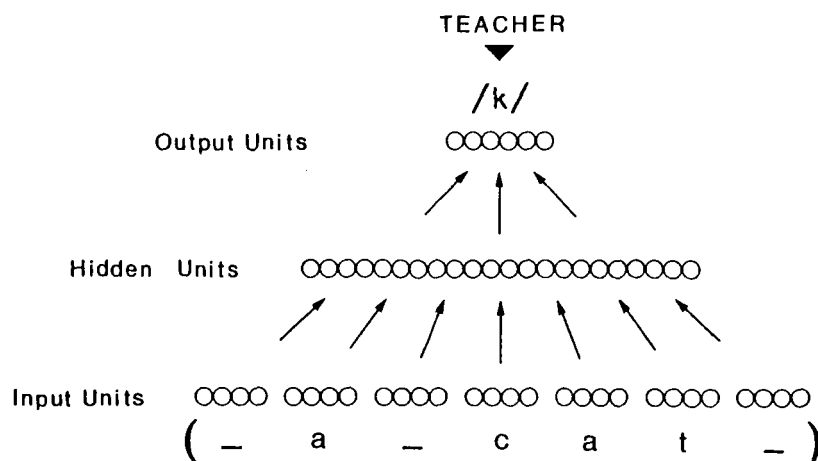 TEACHER
/k/
Output Units
Hidden Units
Input Units
( _ a _ c a t _ )